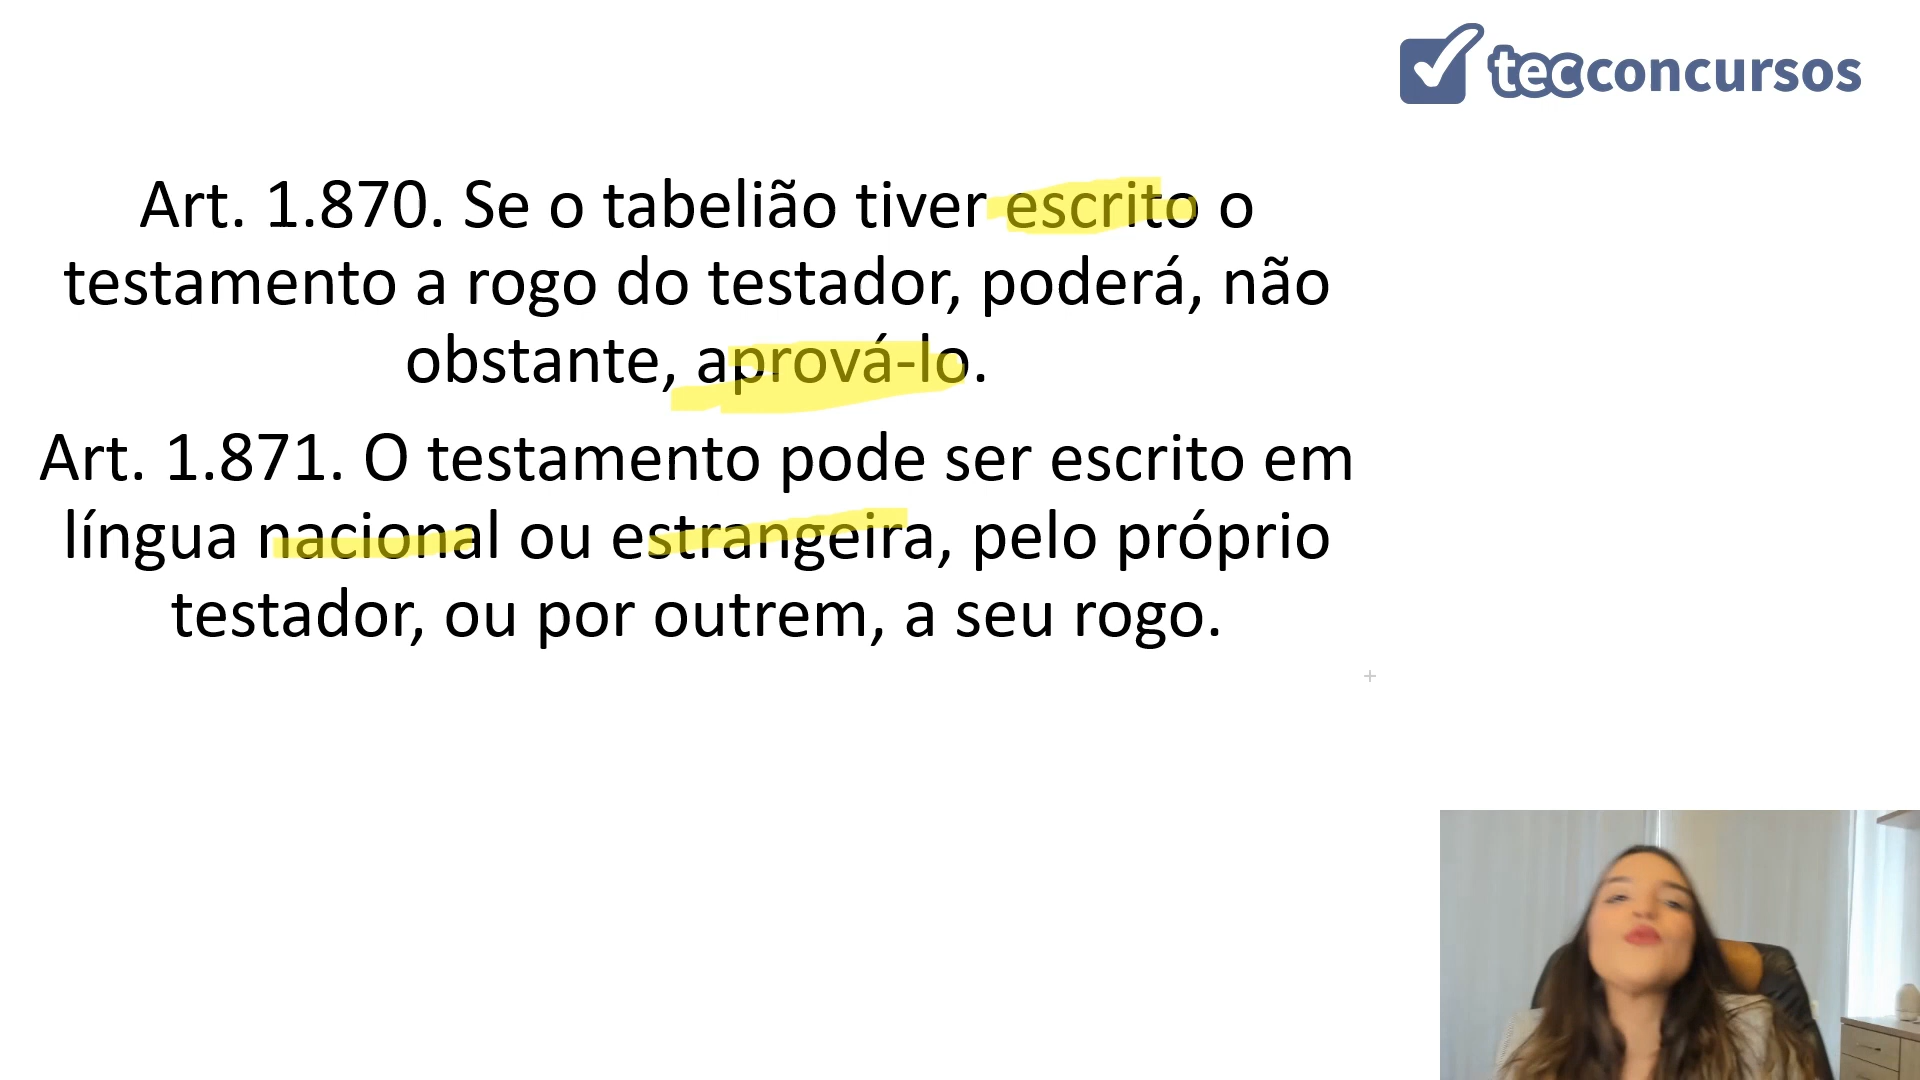 tecconcursos
Art. 1.870. Se o tabelião tiver escrito o
testamento a rogo do testador, poderá, não
obstante, aprová-lo.
Art. 1.871. O testamento pode ser escrito em
língua nacional ou estrangeira, pelo próprio
testador, ou por outrem, a seu rogo.